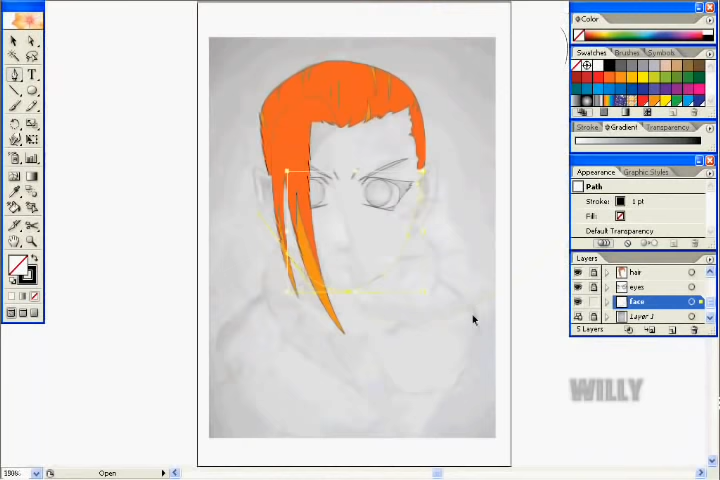 Color
Swatches Brushes Symbols
Stroke Gradient Transparency
Appearance Graphic Styles
Path
Stroke: 1 pt
Fill:
Default Transparency
Layers
hair
eyes
face
Layer 1
5 Layers
WILLY
Open